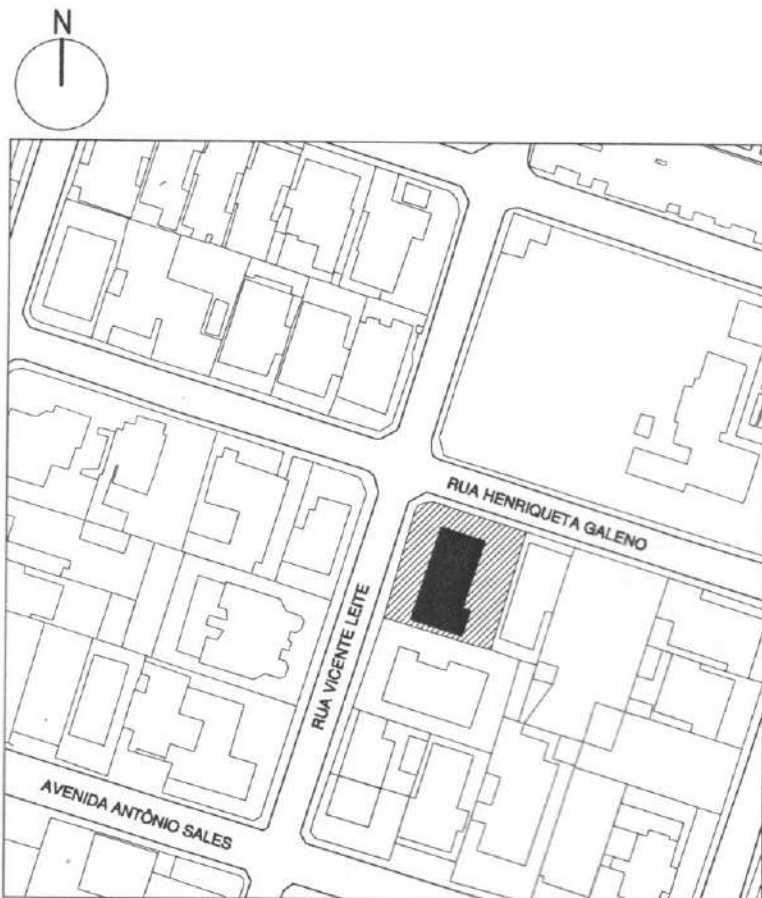 N
RUA HENRIQUETA GALENO
RUA VICENTE LEITE
AVENIDA ANTÔNIO SALES